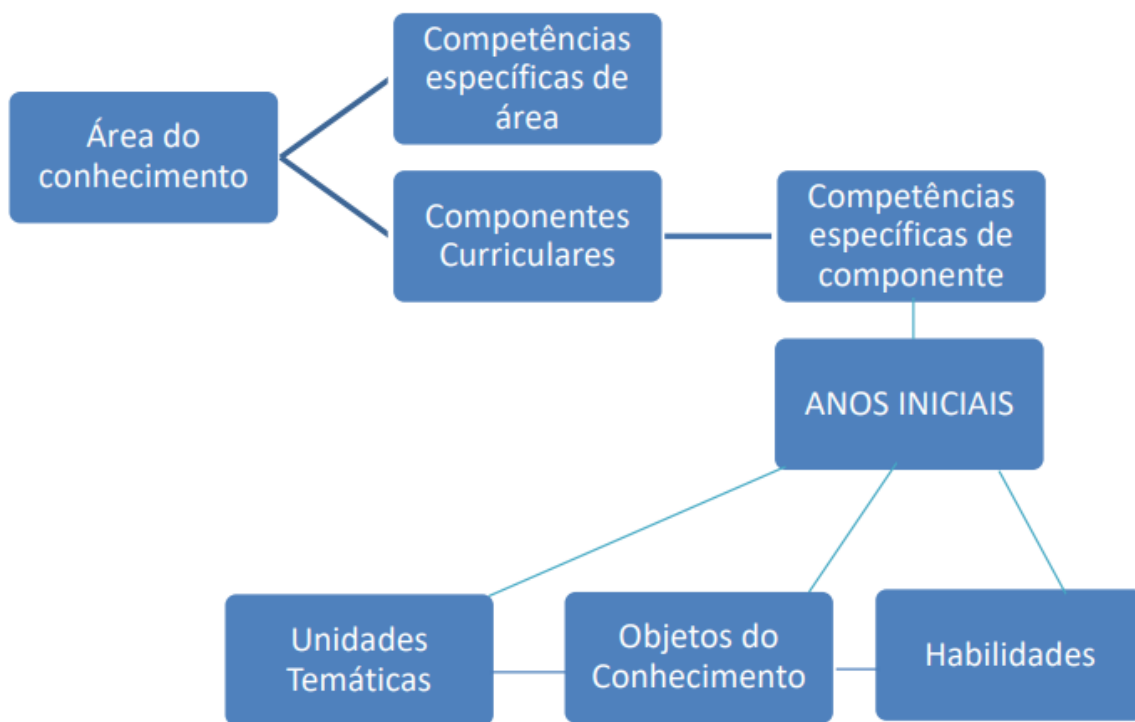 Área do
conhecimento
Competências
específicas de
área
Componentes
Curriculares
Competências
específicas de
componente
ANOS INICIAIS
Unidades
Temáticas
Objetos do
Conhecimento
Habilidades